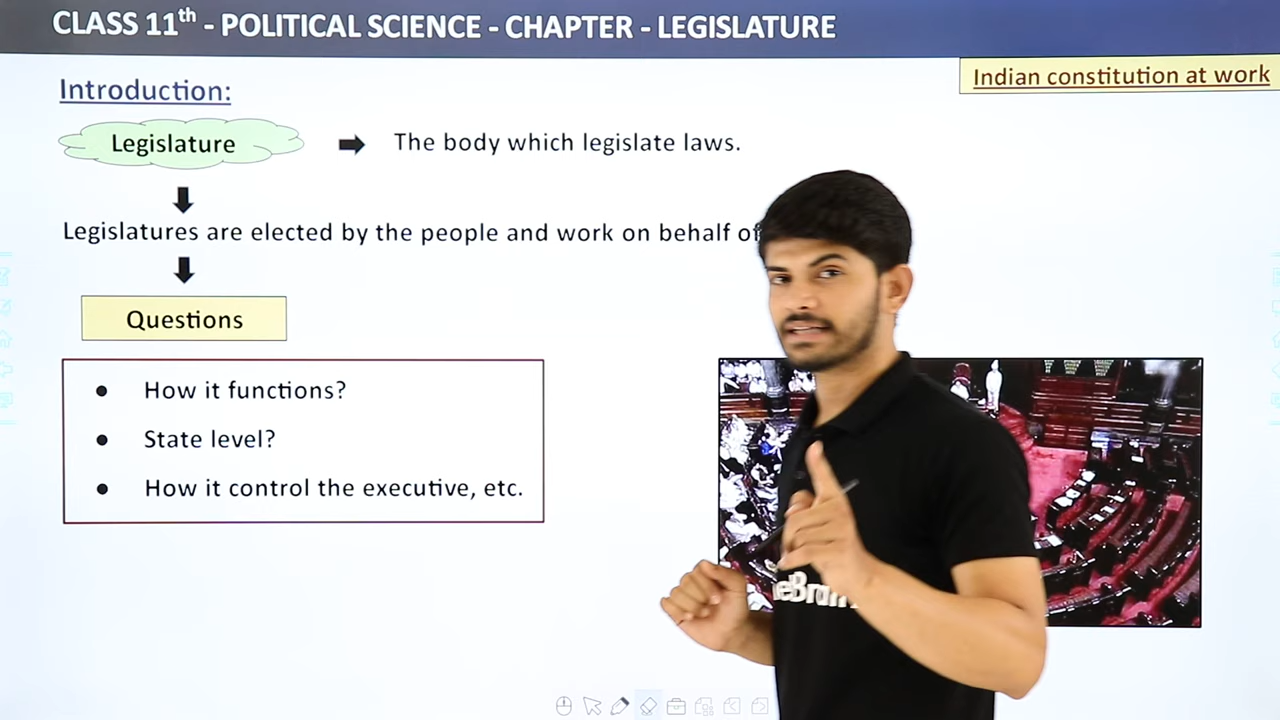 CLASS 11th - POLITICAL SCIENCE - CHAPTER - LEGISLATURE
Indian constitution at work
Introduction:
Legislature
The body which legislate laws.
Legislatures are elected by the people and work on behalf of
Questions
• How it functions?
• State level?
• How it control the executive, etc.